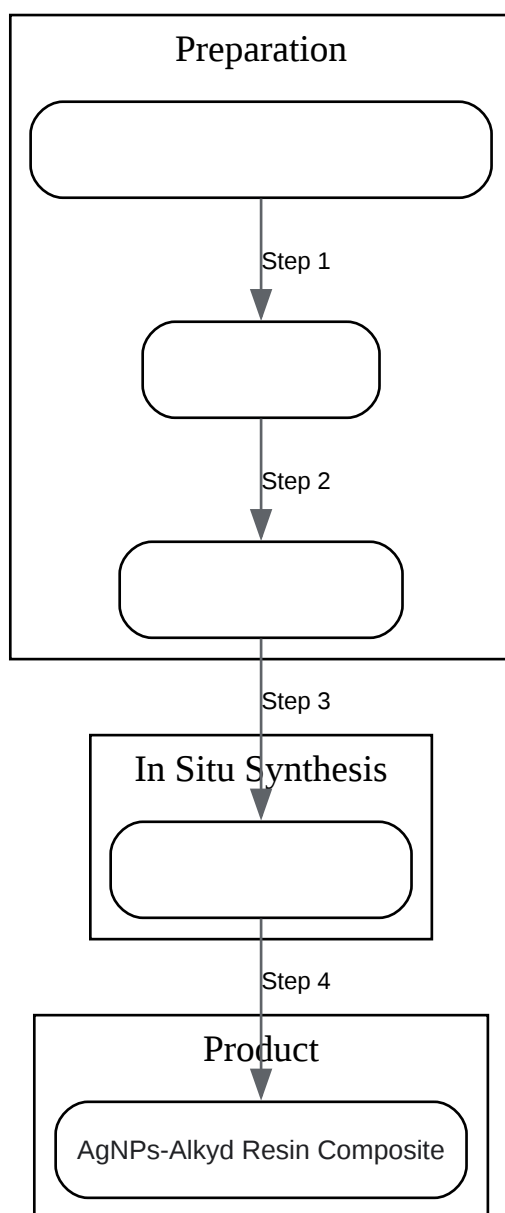 Preparation
Step 1
Step 2
Step 3
In Situ Synthesis
Step 4
Product
AgNPs-Alkyd Resin Composite